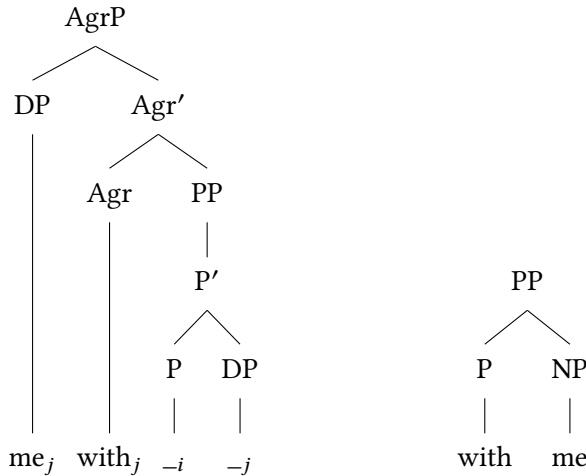 AgrP
DP Agr′
Agr PP
P′ PP
P DP P NP
me_j with_j _i _j with me